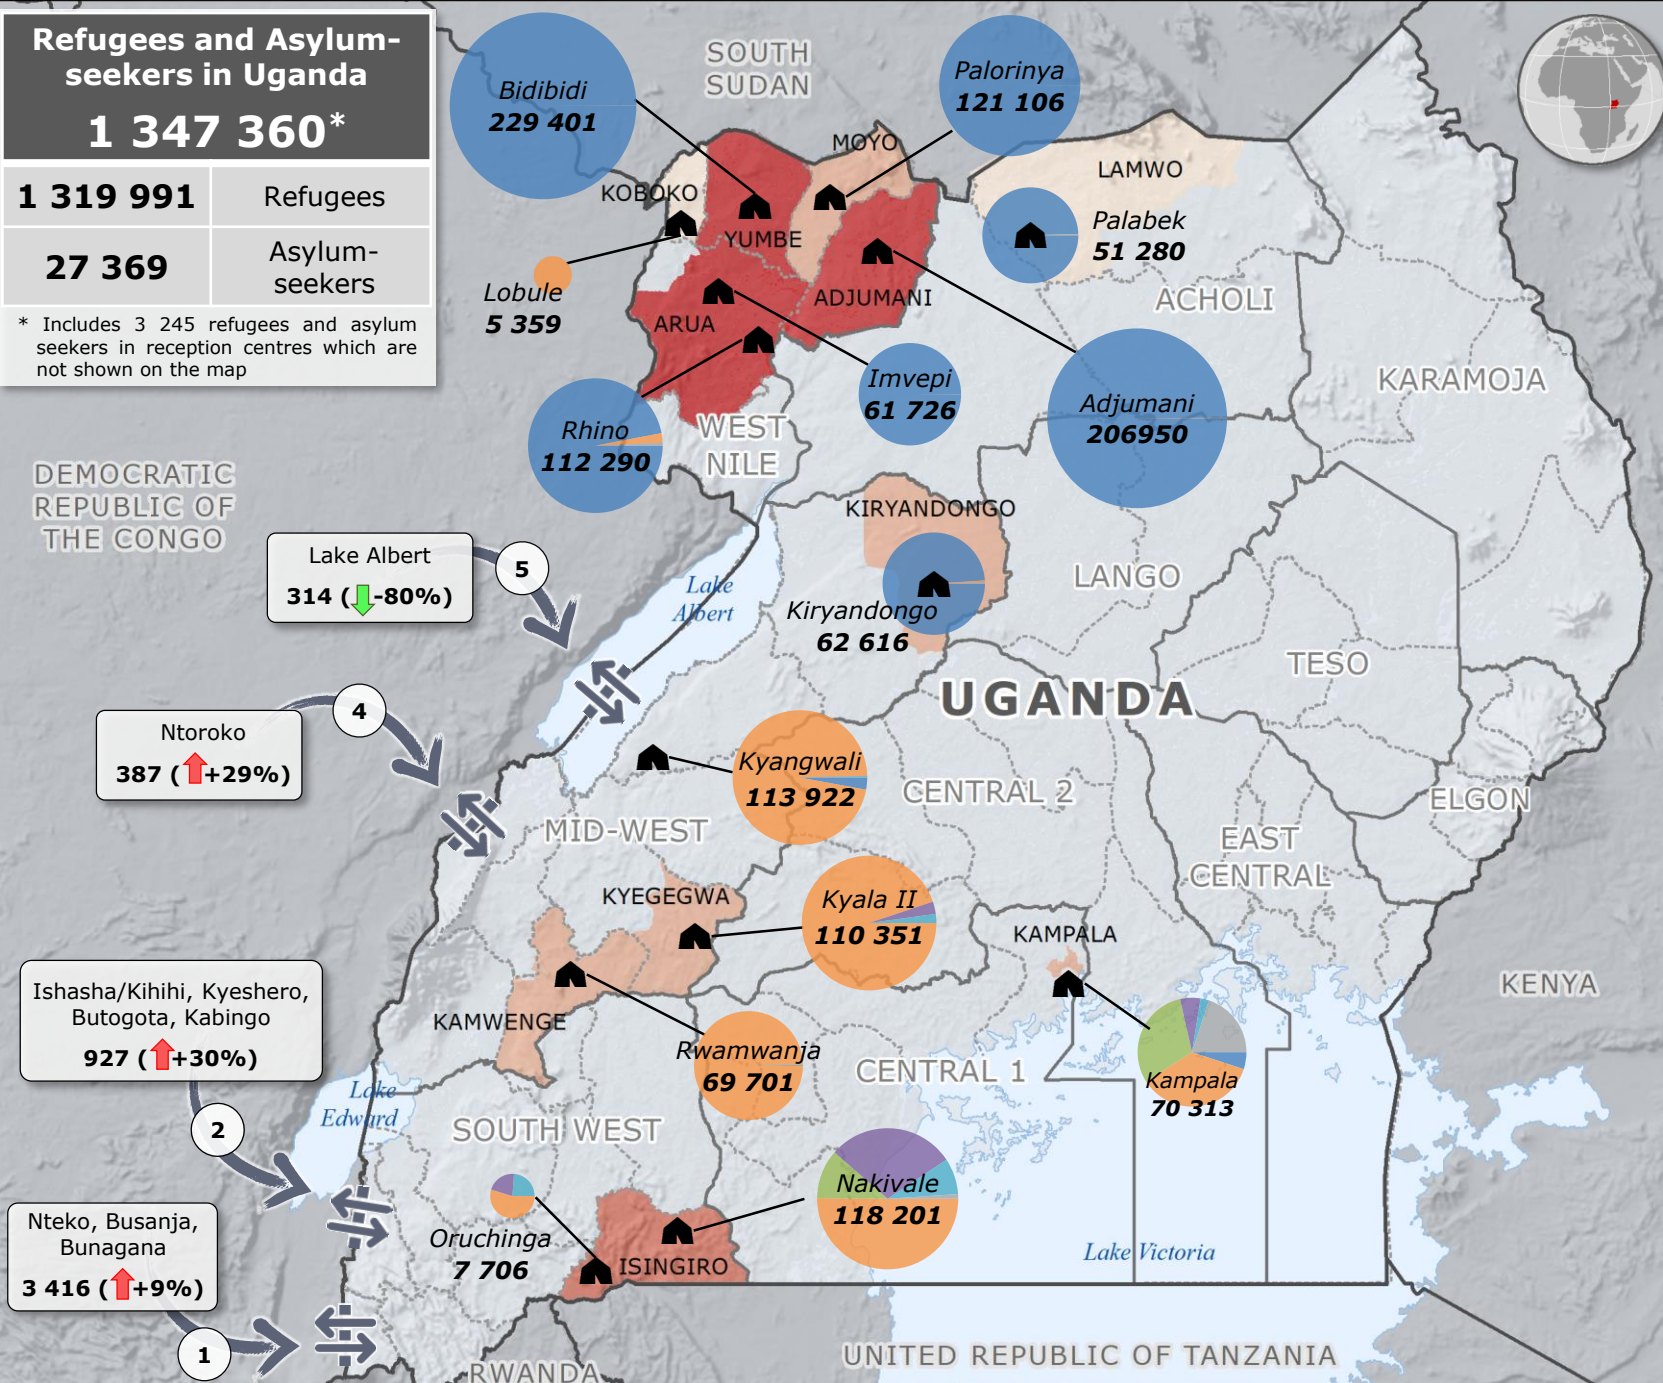 Refugees and Asylum-
seekers in Uganda
1 347 360*
1 319 991 Refugees
27 369 Asylum-
seekers
* Includes 3 245 refugees and asylum
seekers in reception centres which are
not shown on the map
SOUTH
SUDAN
Bidibidi
229 401
Palorinya
121 106
MOYO
LAMWO
KOBOKO
YUMBE
Palabek
51 280
Lobule
5 359
ADJUMANI
ARUA
ACHOLI
Imvepi
61 726
Adjumani
206950
KARAMOJA
Rhino
112 290
WEST
NILE
DEMOCRATIC
REPUBLIC OF
THE CONGO
KIRYANDONGO
Lake Albert
314 (-80%)
5
Lake
Albert
LANGO
Kiryandongo
62 616
TESO
UGANDA
4
Ntoroko
387 (+29%)
Kyangwali
113 922
CENTRAL 2
ELGON
MID-WEST
EAST
CENTRAL
KYEGEGWA
Kyala II
110 351
KAMPALA
KENYA
Ishasha/Kihihi, Kyeshero,
Butogota, Kabingo
927 (+30%)
KAMWENGE
Rwamwanja
69 701
CENTRAL 1
Kampala
70 313
Lake
Edward
2
SOUTH WEST
Nakivale
118 201
Nteko, Busanja,
Bunagana
3 416 (+9%)
Oruchinga
7 706
ISINGIRO
Lake Victoria
1
RWANDA
UNITED REPUBLIC OF TANZANIA